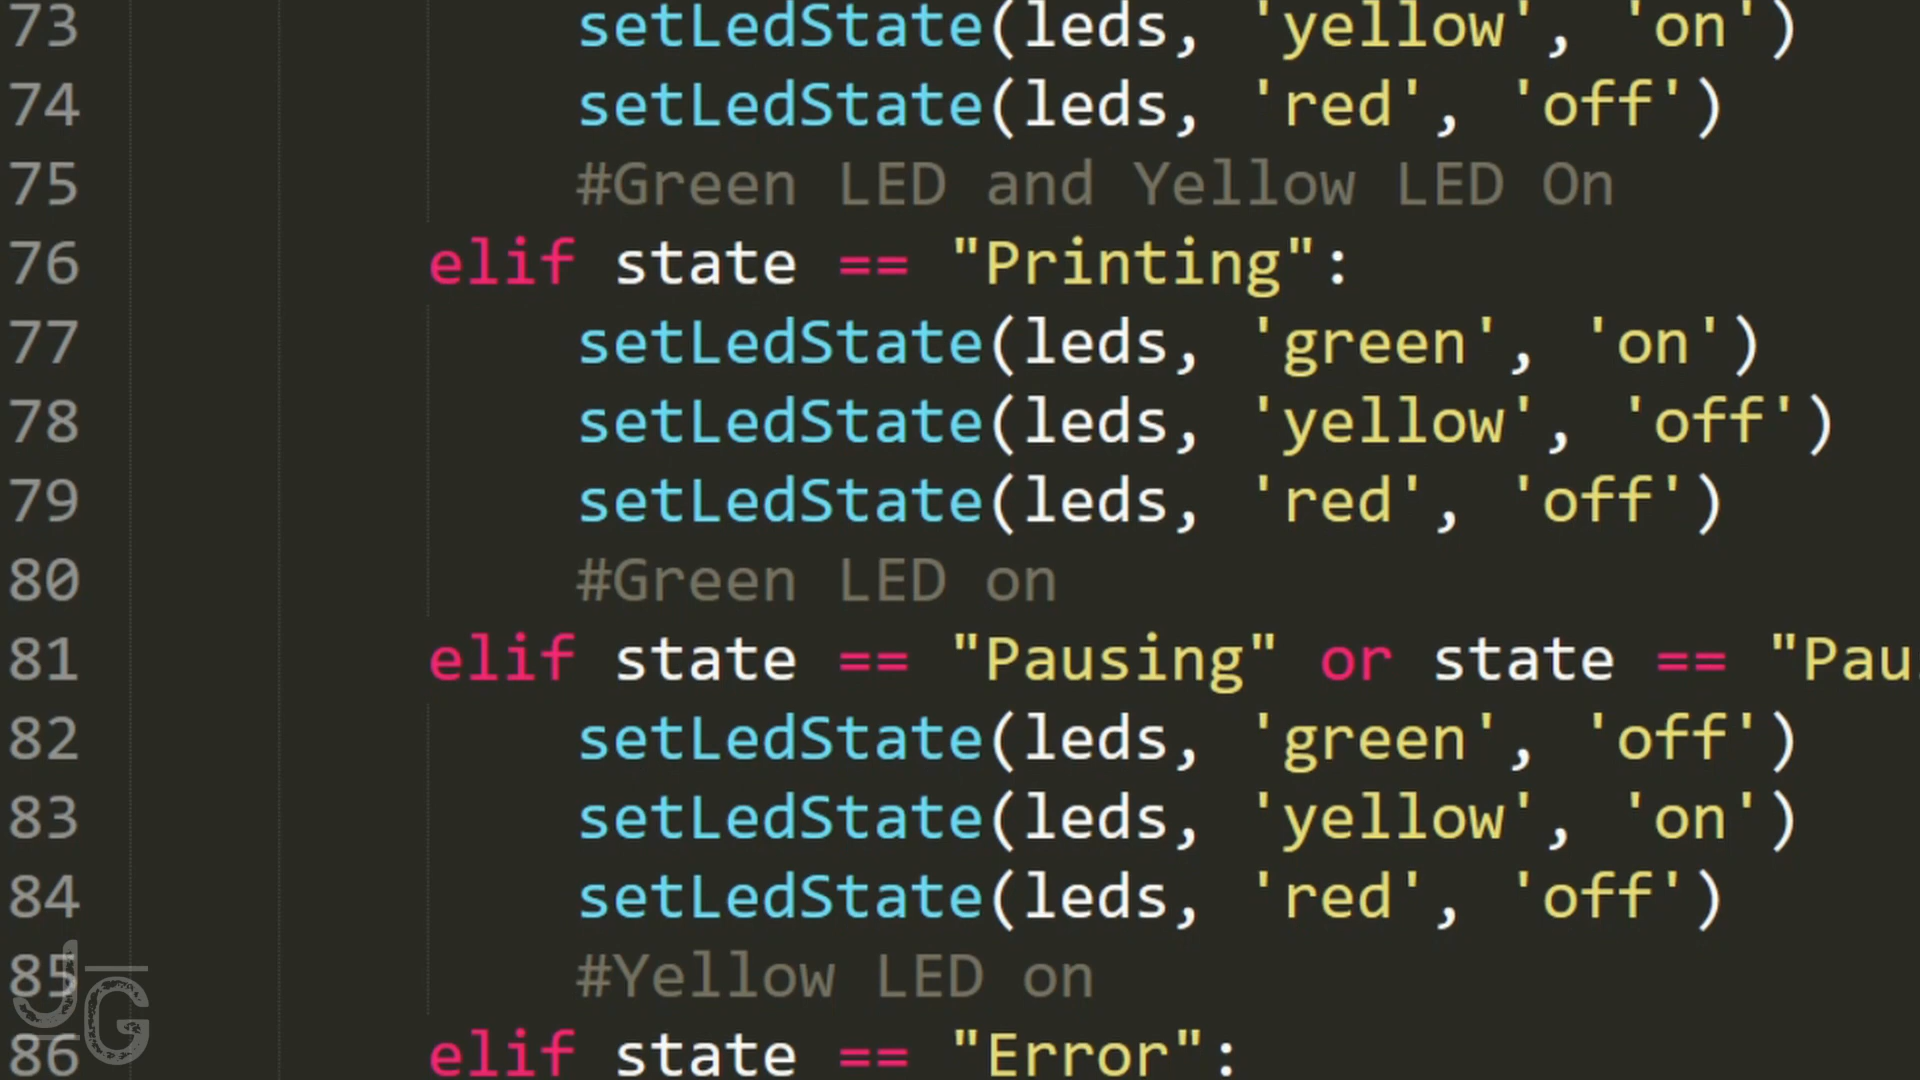 73 setLedState(leds, 'yellow', 'on')
74 setLedState(leds, 'red', 'off')
75 #Green LED and Yellow LED On
76 elif state == "Printing":
77 setLedState(leds, 'green', 'on')
78 setLedState(leds, 'yellow', 'off')
79 setLedState(leds, 'red', 'off')
80 #Green LED on
81 elif state == "Pausing" or state == "Pau
82 setLedState(leds, 'green', 'off')
83 setLedState(leds, 'yellow', 'on')
84 setLedState(leds, 'red', 'off')
85 #Yellow LED on
86 elif state == "Error":
JG